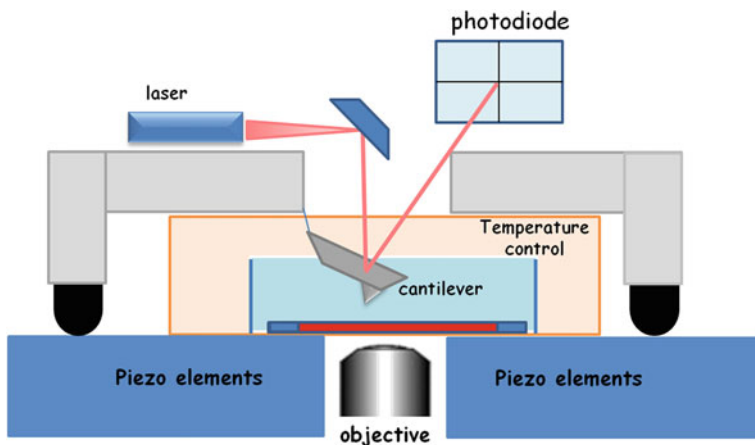 photodiode
laser
Temperature
control
cantilever
Piezo elements
Piezo elements
objective